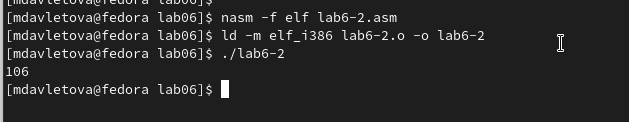 [mdavletova@fedora lab06]$ nasm -f elf lab6-2.asm
[mdavletova@fedora lab06]$ ld -m elf_i386 lab6-2.o -o lab6-2
[mdavletova@fedora lab06]$ ./lab6-2
106
[mdavletova@fedora lab06]$